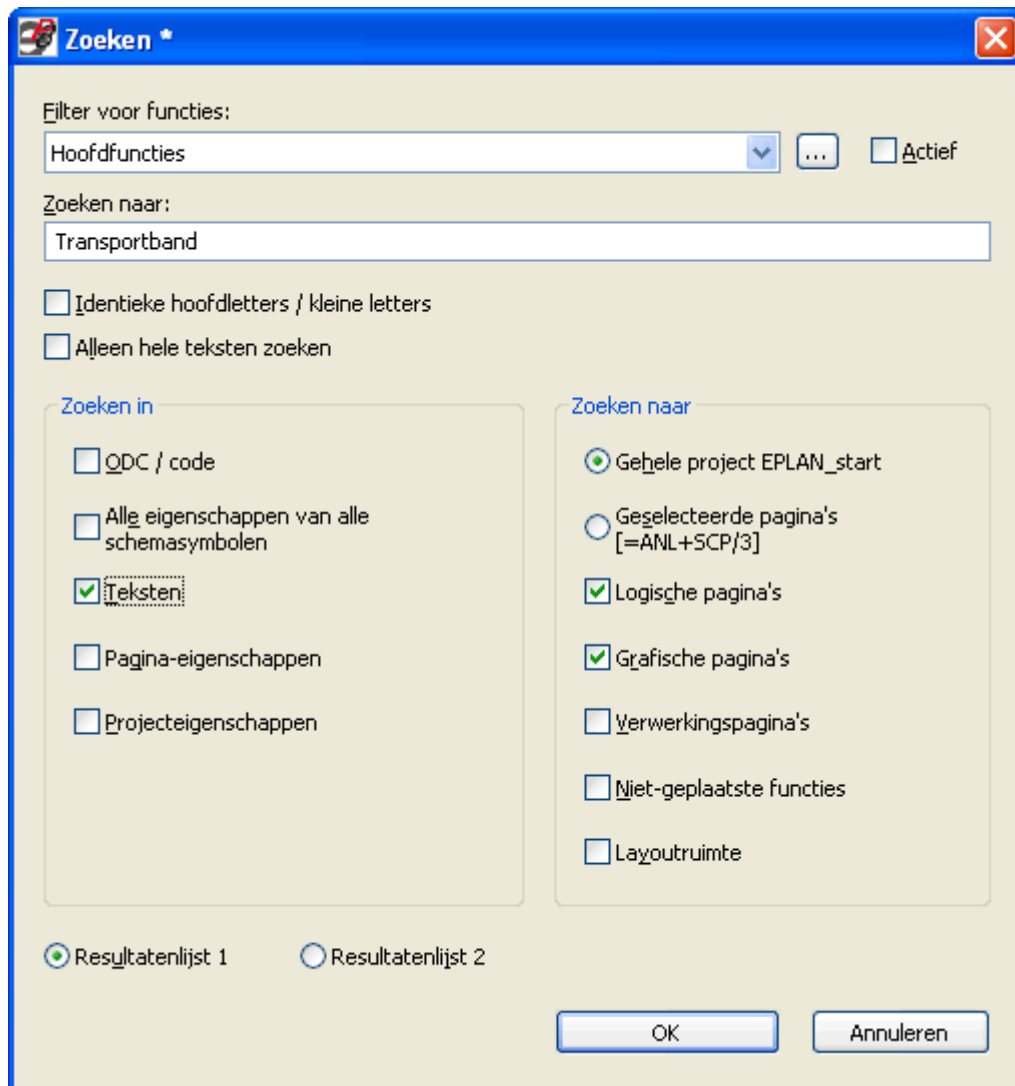 Zoeken *
Filter voor functies:
Hoofdfuncties
...
Actief
Zoeken naar:
Transportband
Identieke hoofdletters / kleine letters
Alleen hele teksten zoeken
Zoeken in
ODC / code
Alle eigenschappen van alle
schemasymbolen
Teksten
Pagina-eigenschappen
Projecteigenschappen
Zoeken naar
Gehele project EPLAN_start
Geselecteerde pagina's
[=ANL+SCP/3]
Logische pagina's
Grafische pagina's
Verwerkingspagina's
Niet-geplaatste functies
Layoutruimte
Resultatenlijst 1
Resultatenlijst 2
OK
Annuleren